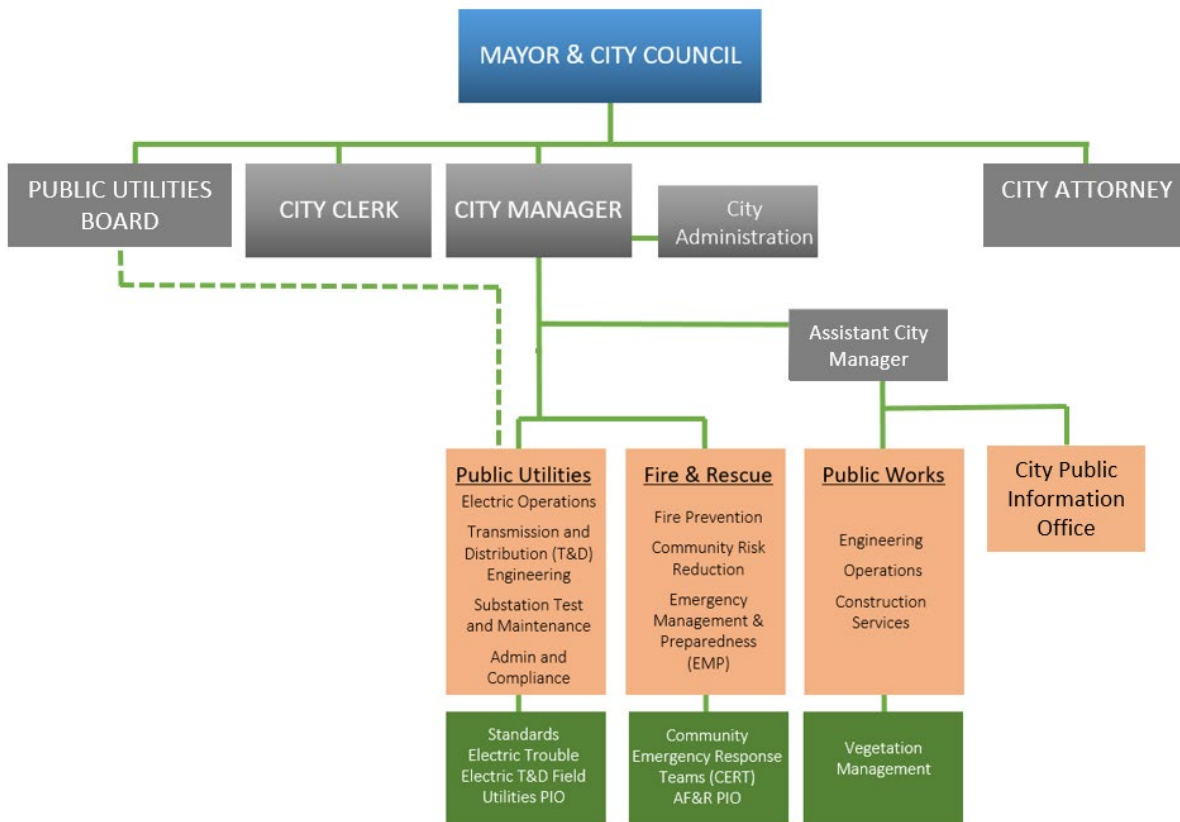 MAYOR & CITY COUNCIL
PUBLIC UTILITIES
BOARD
CITY CLERK
CITY MANAGER
City
Administration
CITY ATTORNEY
Assistant City
Manager
Public Utilities
Electric Operations
Transmission and
Distribution (T&D)
Engineering
Substation Test
and Maintenance
Admin and
Compliance
Fire & Rescue
Fire Prevention
Community Risk
Reduction
Emergency
Management &
Preparedness
(EMP)
Public Works
Engineering
Operations
Construction
Services
City Public
Information
Office
Standards
Electric Trouble
Electric T&D Field
Utilities PIO
Community
Emergency Response
Teams (CERT)
AF&R PIO
Vegetation
Management